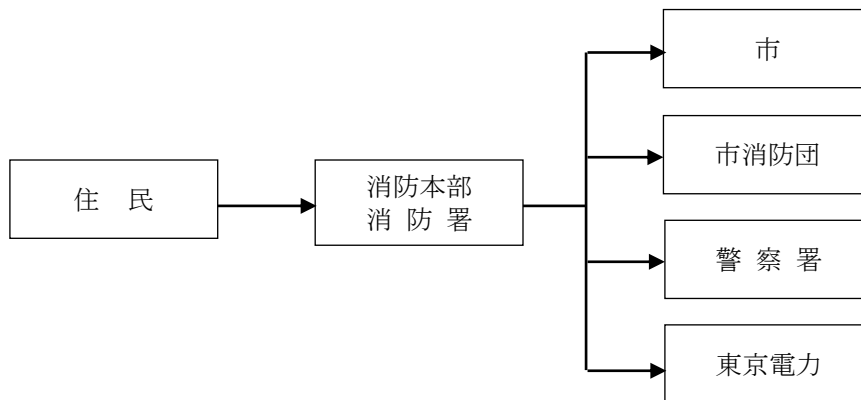 住　民
消防本部
消 防 署
市
市消防団
警 察 署
東京電力